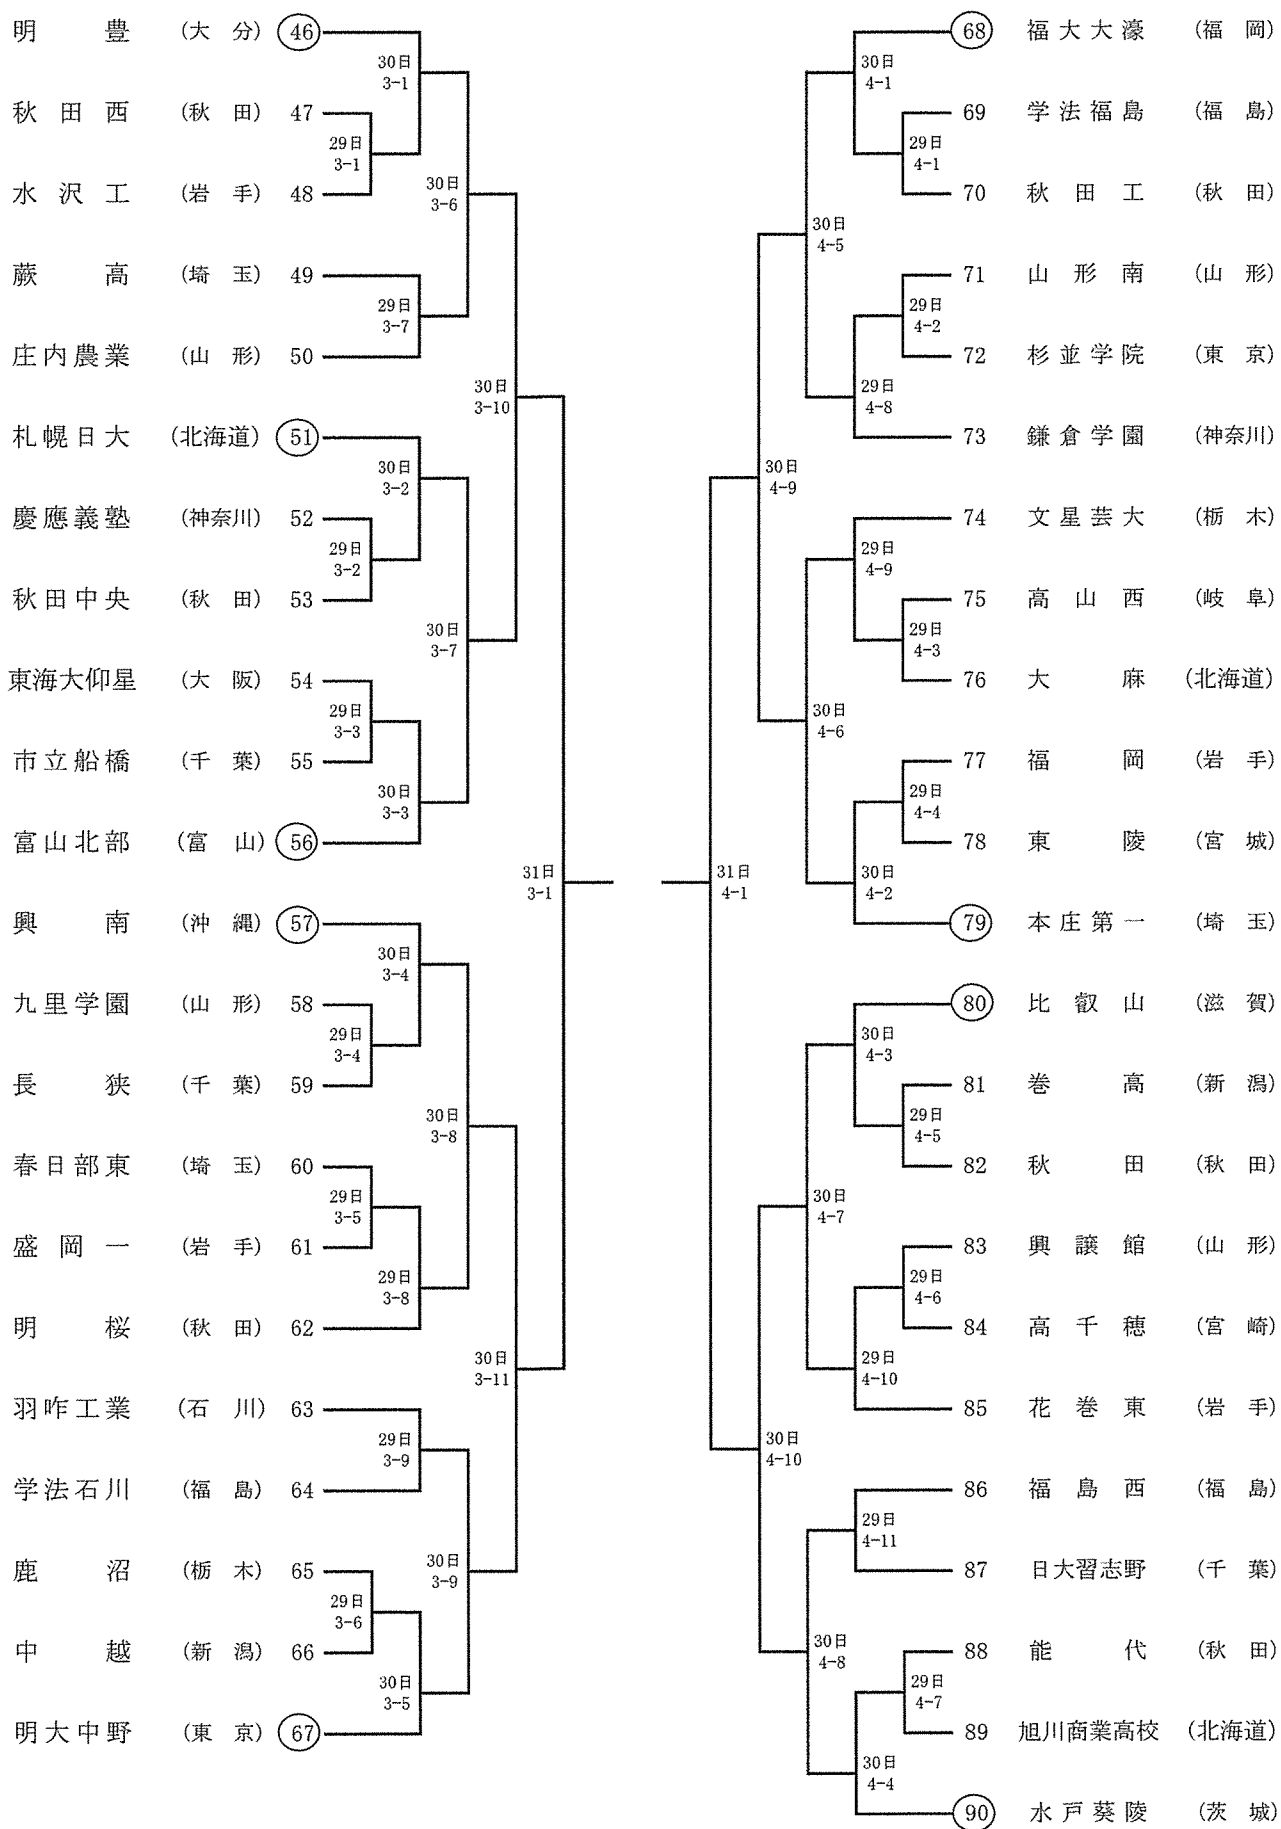 明豊 (大分) 46
30日
3-1
秋田西 (秋田) 47
29日
3-1
水沢工 (岩手) 48
30日
3-6
蕨高 (埼玉) 49
29日
3-7
庄内農業 (山形) 50
30日
3-10
札幌日大 (北海道) 51
30日
3-2
慶應義塾 (神奈川) 52
29日
3-2
秋田中央 (秋田) 53
30日
3-7
東海大仰星 (大阪) 54
29日
3-3
市立船橋 (千葉) 55
30日
3-3
富山北部 (富山) 56
31日
3-1
興南 (沖縄) 57
30日
3-4
九里学園 (山形) 58
29日
3-4
長狭 (千葉) 59
30日
3-8
春日部東 (埼玉) 60
29日
3-5
盛岡一 (岩手) 61
29日
3-8
明桜 (秋田) 62
30日
3-11
羽咋工業 (石川) 63
29日
3-9
学法石川 (福島) 64
30日
3-9
鹿沼 (栃木) 65
29日
3-6
中越 (新潟) 66
30日
3-5
明大中野 (東京) 67
68 福大大濠 (福岡)
30日
4-1
69 学法福島 (福島)
29日
4-1
70 秋田工 (秋田)
30日
4-5
71 山形南 (山形)
29日
4-2
72 杉並学院 (東京)
29日
4-8
73 鎌倉学園 (神奈川)
30日
4-9
74 文星芸大 (栃木)
29日
4-9
75 高山西 (岐阜)
29日
4-3
76 大麻 (北海道)
30日
4-6
77 福岡 (岩手)
29日
4-4
78 東陵 (宮城)
30日
4-2
31日
4-1
79 本庄第一 (埼玉)
80 比叡山 (滋賀)
30日
4-3
81 巻高 (新潟)
29日
4-5
82 秋田 (秋田)
30日
4-7
83 興譲館 (山形)
29日
4-6
84 高千穂 (宮崎)
29日
4-10
85 花巻東 (岩手)
30日
4-10
86 福島西 (福島)
29日
4-11
87 日大習志野 (千葉)
30日
4-8
88 能代 (秋田)
29日
4-7
89 旭川商業高校 (北海道)
30日
4-4
90 水戸葵陵 (茨城)